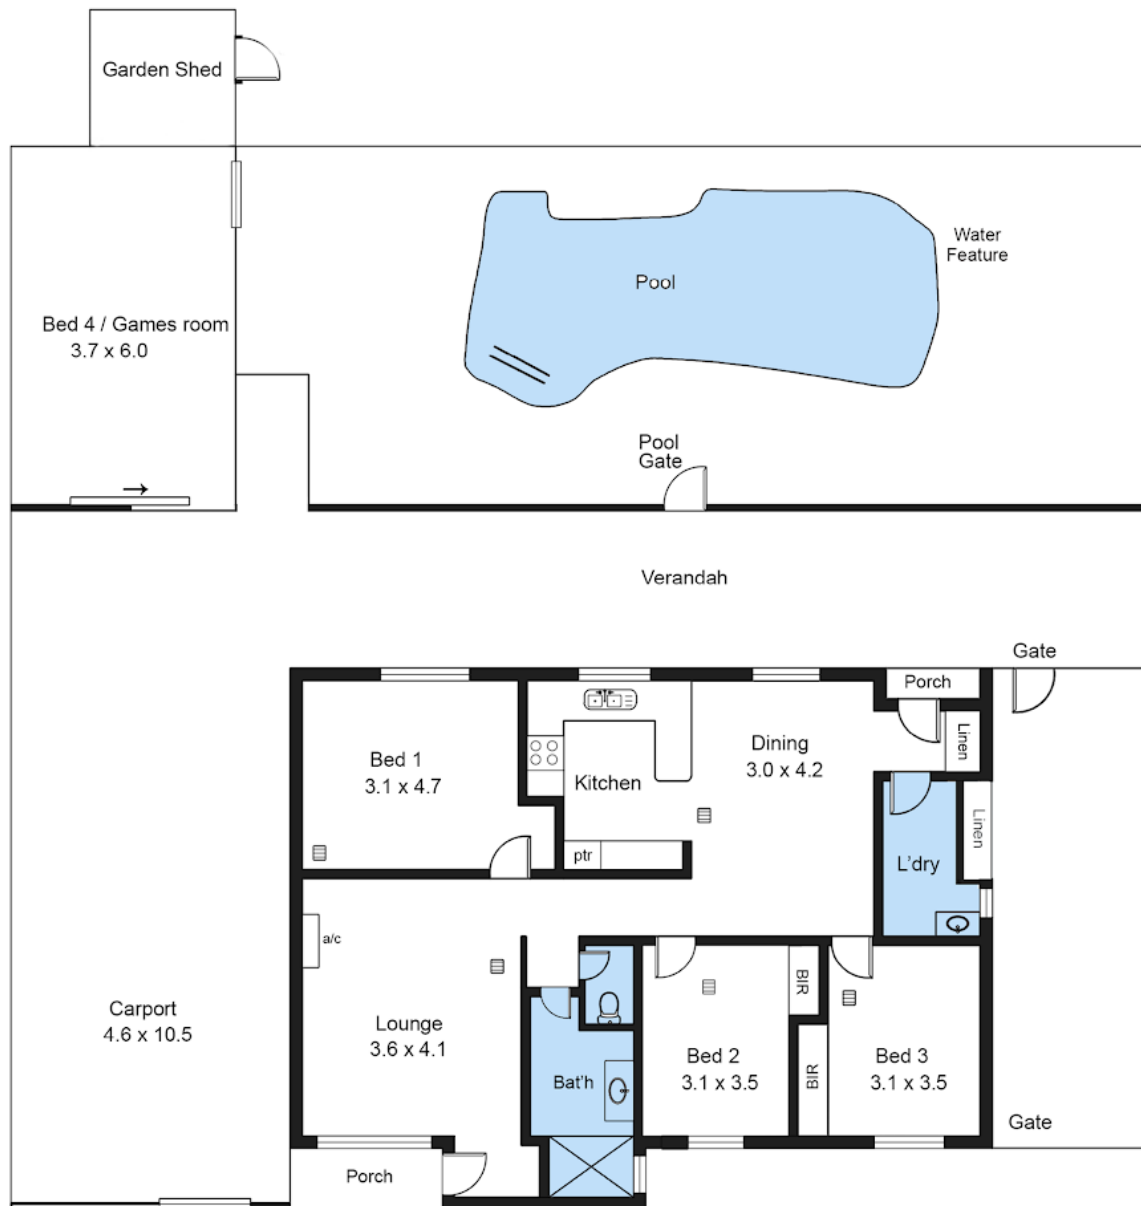 Garden Shed
Water
Feature
Pool
Bed 4 / Games room
3.7 x 6.0
Pool
Gate
Verandah
Gate
Porch
Linen
Bed 1
3.1 x 4.7
Dining
3.0 x 4.2
Kitchen
Linen
ptr
L'dry
a/c
BIR
Carport
4.6 x 10.5
Lounge
3.6 x 4.1
Bed 2
3.1 x 3.5
Bed 3
3.1 x 3.5
BIR
Bat'h
Gate
Porch